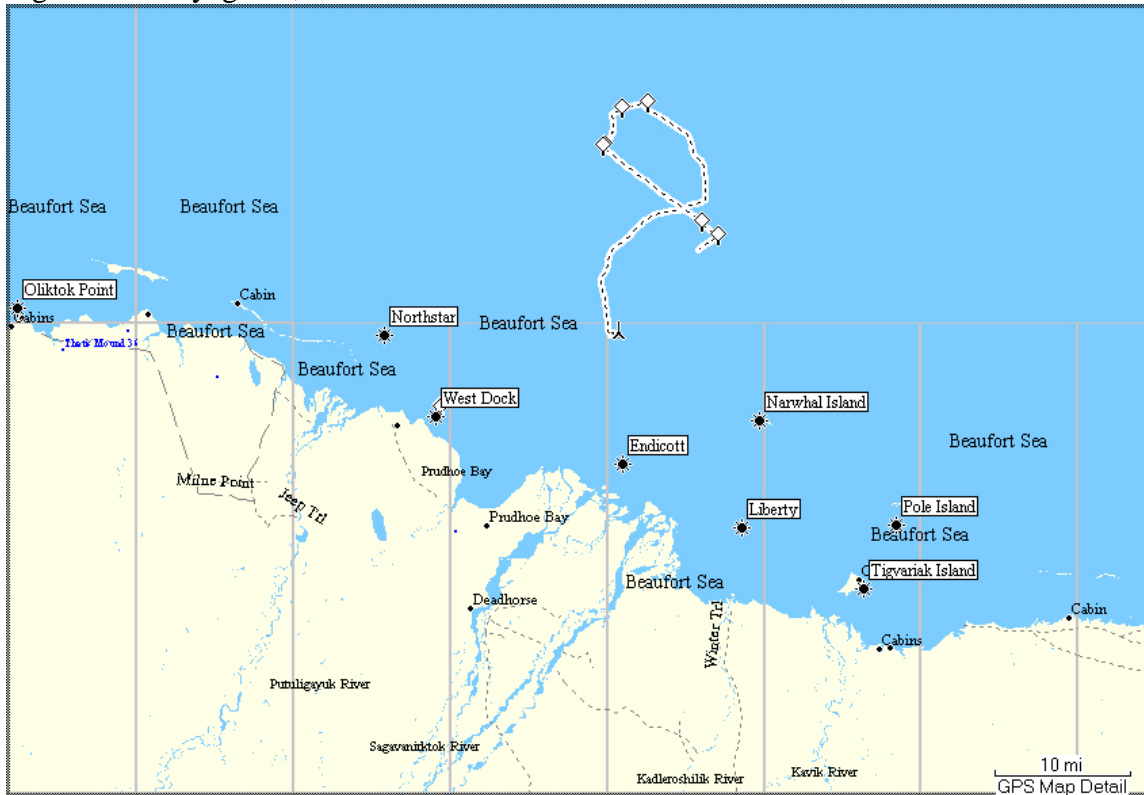 Beaufort Sea
Beaufort Sea
Oliktok Point
Cabin
Cabins
Northstar
Beaufort Sea
Beaufort Sea
Beaufort Sea
West Dock
Narwhal Island
Beaufort Sea
Endicott
Prudhoe Bay
Milne Point
Jeep Trl
Liberty
Pole Island
Beaufort Sea
Prudhoe Bay
Tigvariak Island
Beaufort Sea
Deadhorse
Cabin
Winter Trl
Cabins
Putuligayuk River
Sagavanirktok River
Kadleroshilik River
Kavik River
10 mi
GPS Map Detail